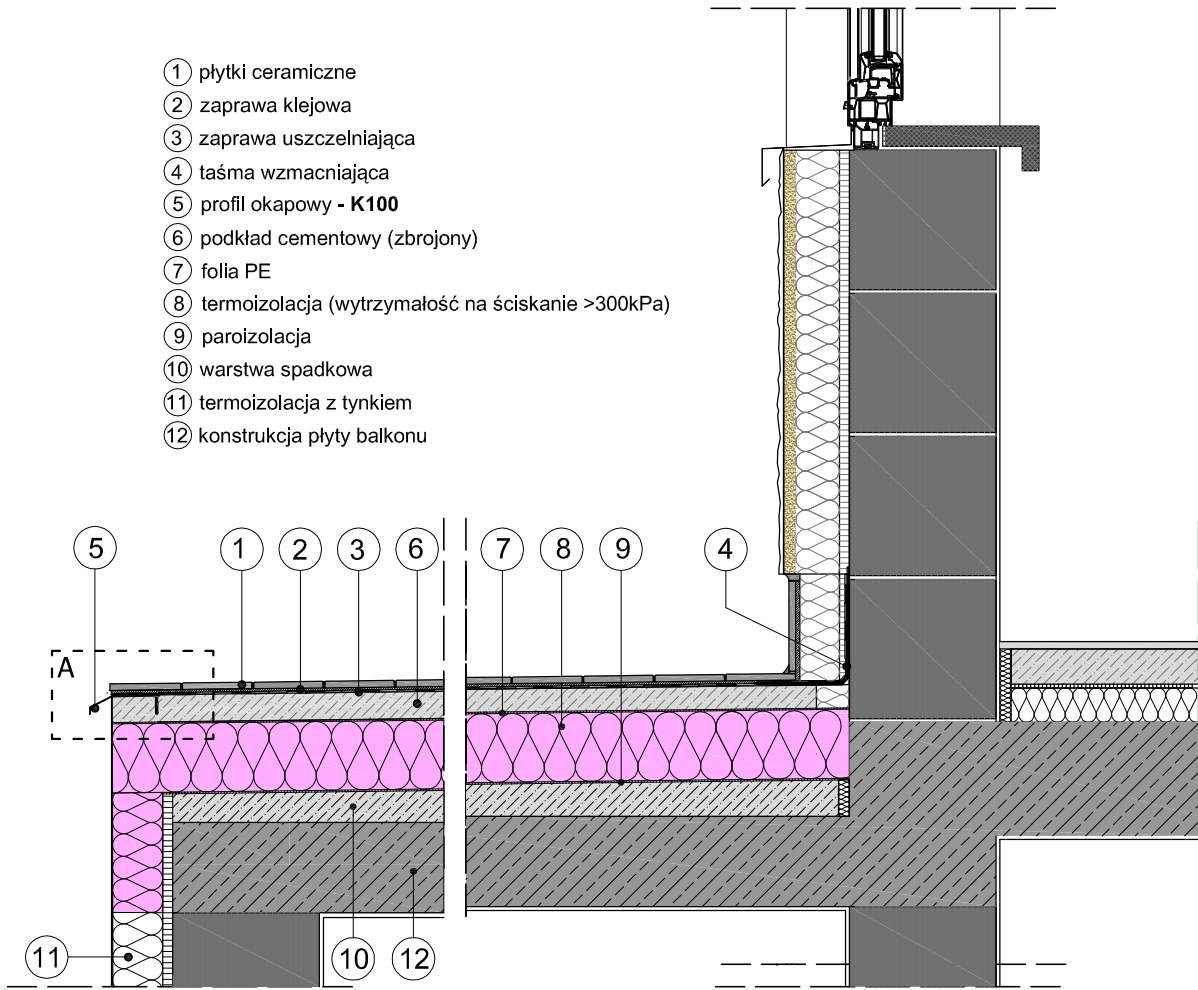 1 płytki ceramiczne
2 zaprawa klejowa
3 zaprawa uszczelniająca
4 taśma wzmacniająca
5 profil okapowy - K100
6 podkład cementowy (zbrojony)
7 folia PE
8 termoizolacja (wytrzymałość na ściskanie >300kPa)
9 paroizolacja
10 warstwa spadkowa
11 termoizolacja z tynkiem
12 konstrukcja płyty balkonu
5 1 2 3 6 7 8 9 4
A
11 10 12